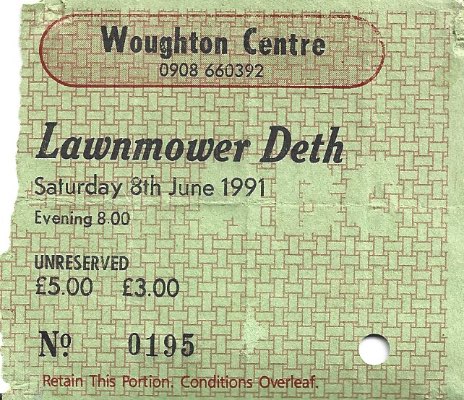 Woughton Centre
0908 660392
Lawnmower Deth
Saturday 8th June 1991
Evening 8.00
UNRESERVED
£5.00 £3.00
Nº 0195
Retain This Portion. Conditions Overleaf.